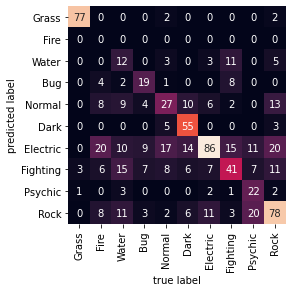 Grass 77 0 0 0 2 0 0 0 0 2
Fire 0 0 0 0 0 0 0 0 0 0
Water 0 0 12 0 3 0 3 11 0 5
Bug 0 4 2 19 1 0 0 8 0 0
Normal 0 8 9 4 27 10 6 2 0 13
Dark 0 0 0 0 5 55 0 0 0 3
Electric 0 20 10 9 17 14 86 15 11 20
Fighting 3 6 15 7 8 6 7 41 7 11
Psychic 1 0 3 0 0 0 2 1 22 2
Rock 0 8 11 3 2 6 11 3 20 78
Grass Fire Water Bug Normal Dark Electric Fighting Psychic Rock
true label
predicted label